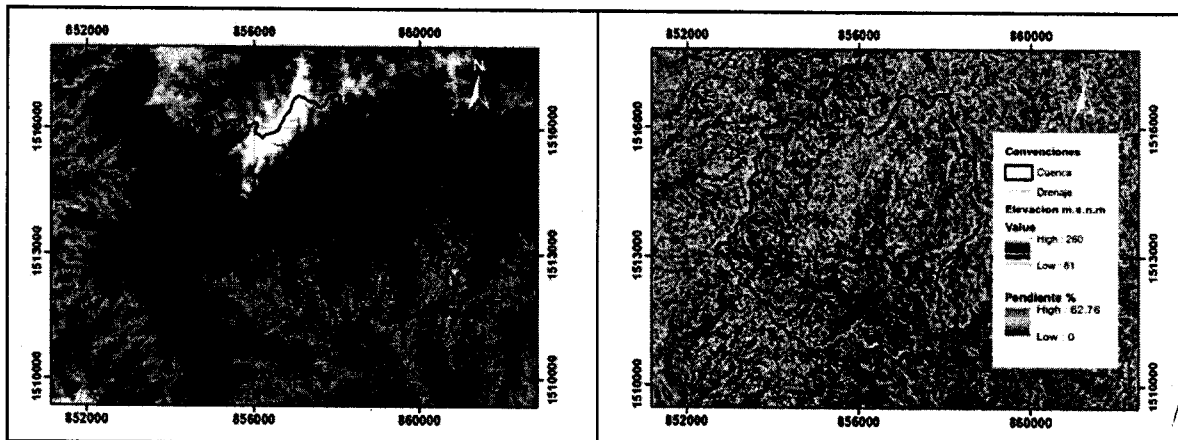 852000 856000 860000
N
1516000 1516000
1513000 1513000
1510000 1510000
852000 856000 860000
852000 856000 860000
1516000 1516000
1513000 1513000
1510000 1510000
852000 856000 860000
Convenciones
Cuenca
Drenaje
Elevacion m.s.n.m
Value
High : 260
Low : 61
Pendiente %
High : 62.76
Low : 0